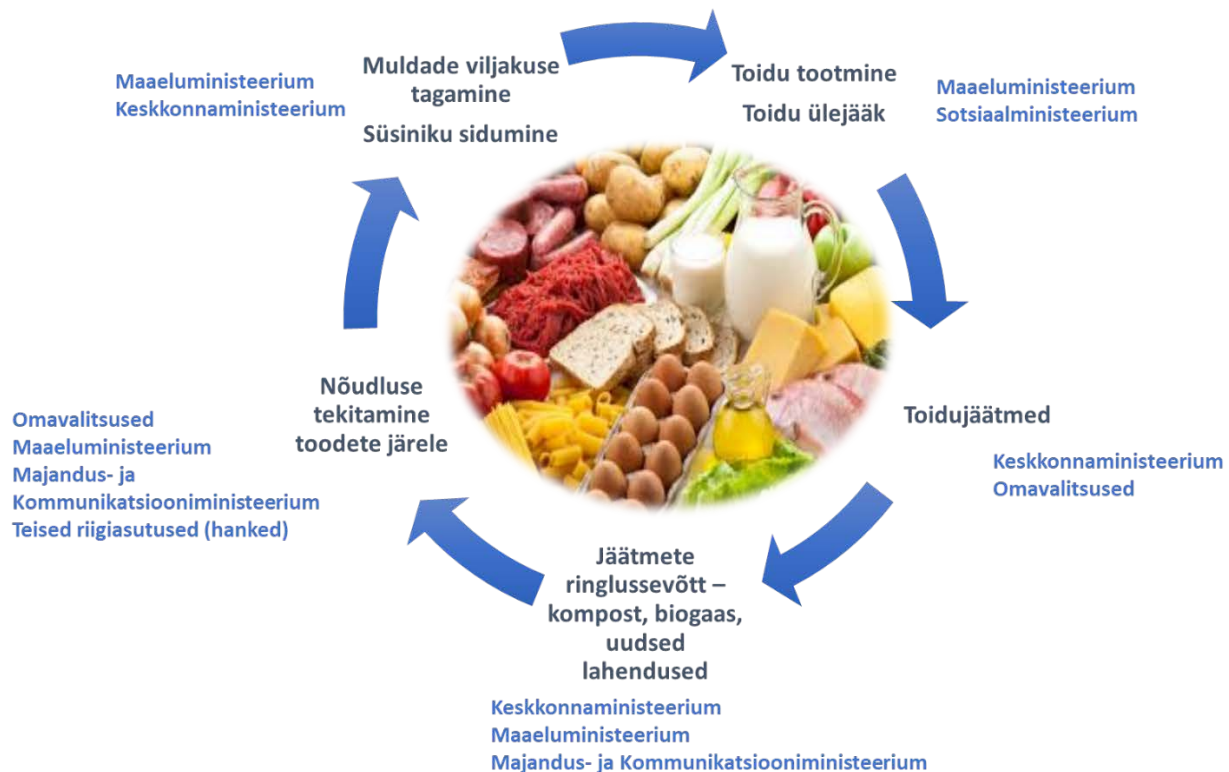 Muldade viljakuse
tagamine
Süsiniku sidumine
Maaeluministeerium
Keskkonnaministeerium
Toidu tootmine
Toidu ülejääk
Maaeluministeerium
Sotsiaalministeerium
Toidujäätmed
Keskkonnaministeerium
Omavalitsused
Jäätmete
ringlussevõtt –
kompost, biogaas,
uudsed
lahendused
Keskkonnaministeerium
Maaeluministeerium
Majandus- ja Kommunikatsiooniministeerium
Nõudluse
tekitamine
toodete järele
Omavalitsused
Maaeluministeerium
Majandus- ja
Kommunikatsiooniministeerium
Teised riigiasutused (hanked)